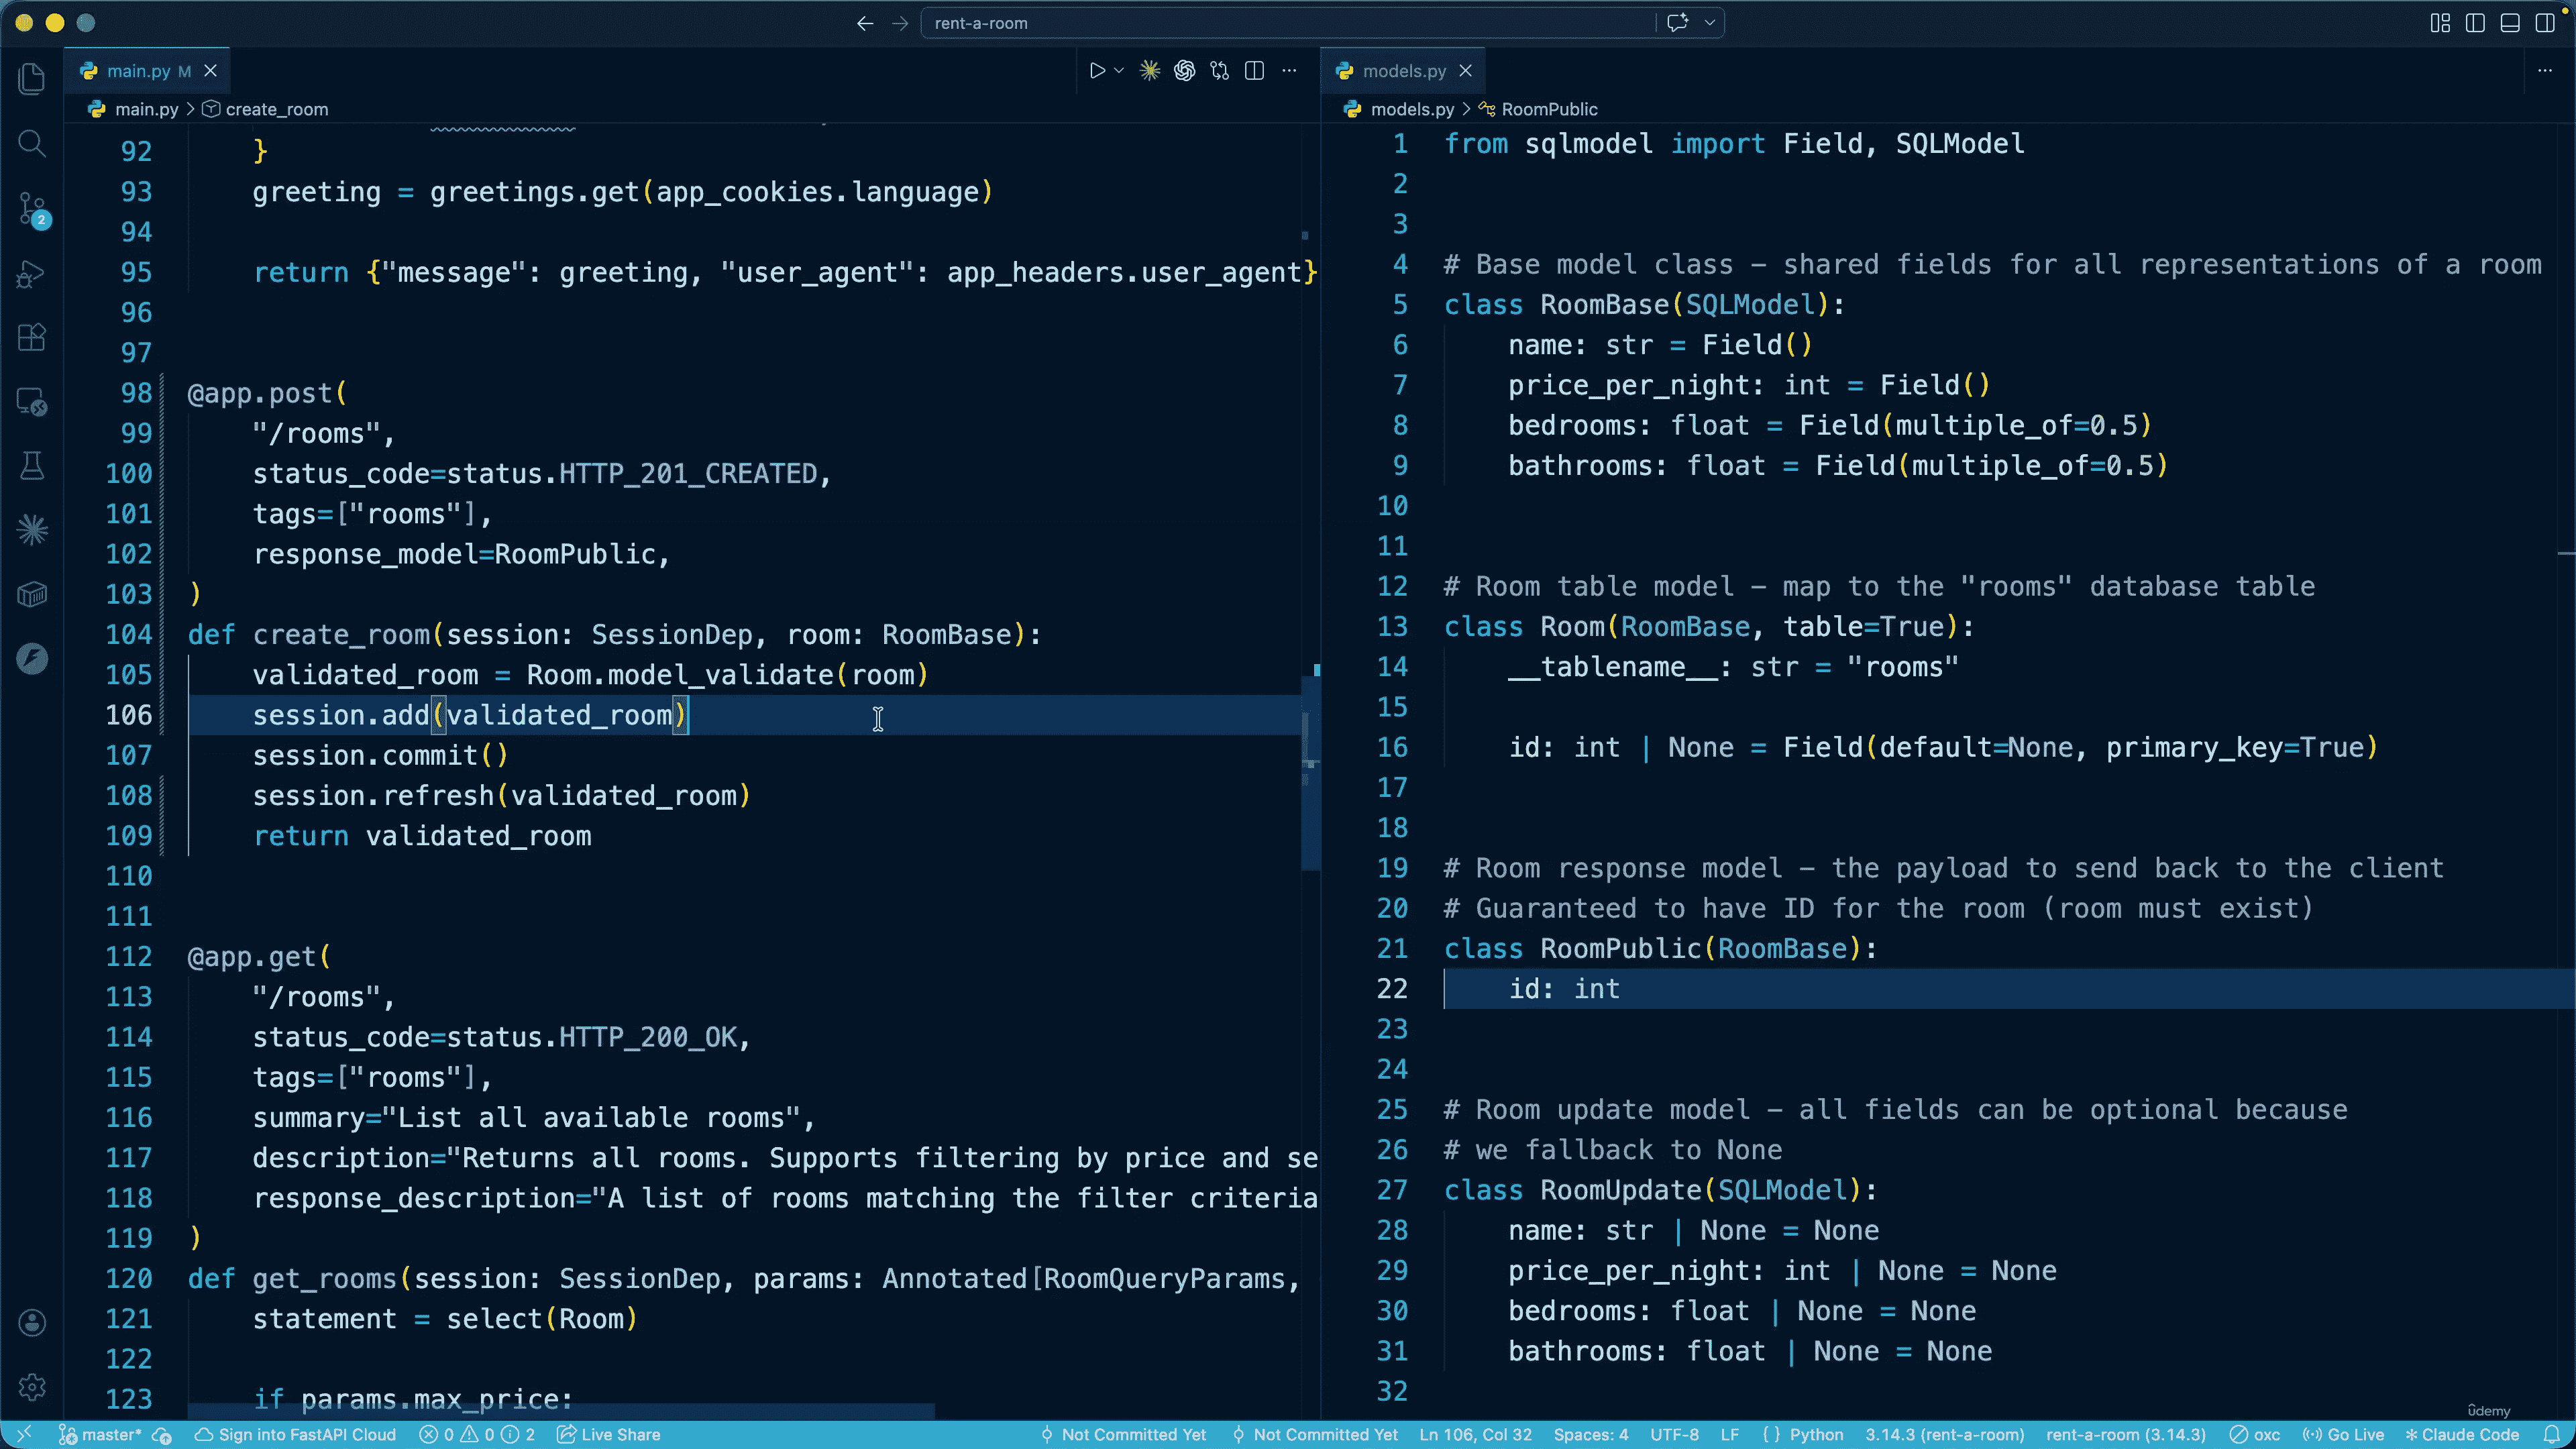 rent-a-room
main.py M
main.py > create_room
92 }
93 greeting = greetings.get(app_cookies.language)
94
95 return {"message": greeting, "user_agent": app_headers.user_agent}
96
97
98 @app.post(
99 "/rooms",
100 status_code=status.HTTP_201_CREATED,
101 tags=["rooms"],
102 response_model=RoomPublic,
103 )
104 def create_room(session: SessionDep, room: RoomBase):
105 validated_room = Room.model_validate(room)
106 session.add(validated_room)
107 session.commit()
108 session.refresh(validated_room)
109 return validated_room
110
111
112 @app.get(
113 "/rooms",
114 status_code=status.HTTP_200_OK,
115 tags=["rooms"],
116 summary="List all available rooms",
117 description="Returns all rooms. Supports filtering by price and se
118 response_description="A list of rooms matching the filter criteria
119 )
120 def get_rooms(session: SessionDep, params: Annotated[RoomQueryParams,
121 statement = select(Room)
122
123 if params.max_price:
models.py
models.py > RoomPublic
1 from sqlmodel import Field, SQLModel
2
3
4 # Base model class – shared fields for all representations of a room
5 class RoomBase(SQLModel):
6 name: str = Field()
7 price_per_night: int = Field()
8 bedrooms: float = Field(multiple_of=0.5)
9 bathrooms: float = Field(multiple_of=0.5)
10
11
12 # Room table model – map to the "rooms" database table
13 class Room(RoomBase, table=True):
14 __tablename__: str = "rooms"
15
16 id: int | None = Field(default=None, primary_key=True)
17
18
19 # Room response model – the payload to send back to the client
20 # Guaranteed to have ID for the room (room must exist)
21 class RoomPublic(RoomBase):
22 id: int
23
24
25 # Room update model – all fields can be optional because
26 # we fallback to None
27 class RoomUpdate(SQLModel):
28 name: str | None = None
29 price_per_night: int | None = None
30 bedrooms: float | None = None
31 bathrooms: float | None = None
32
2
ûdemy
master* Sign into FastAPI Cloud 0 0 2 Live Share Not Committed Yet Not Committed Yet Ln 106, Col 32 Spaces: 4 UTF-8 LF { } Python 3.14.3 (rent-a-room) rent-a-room (3.14.3) oxc Go Live Claude Code